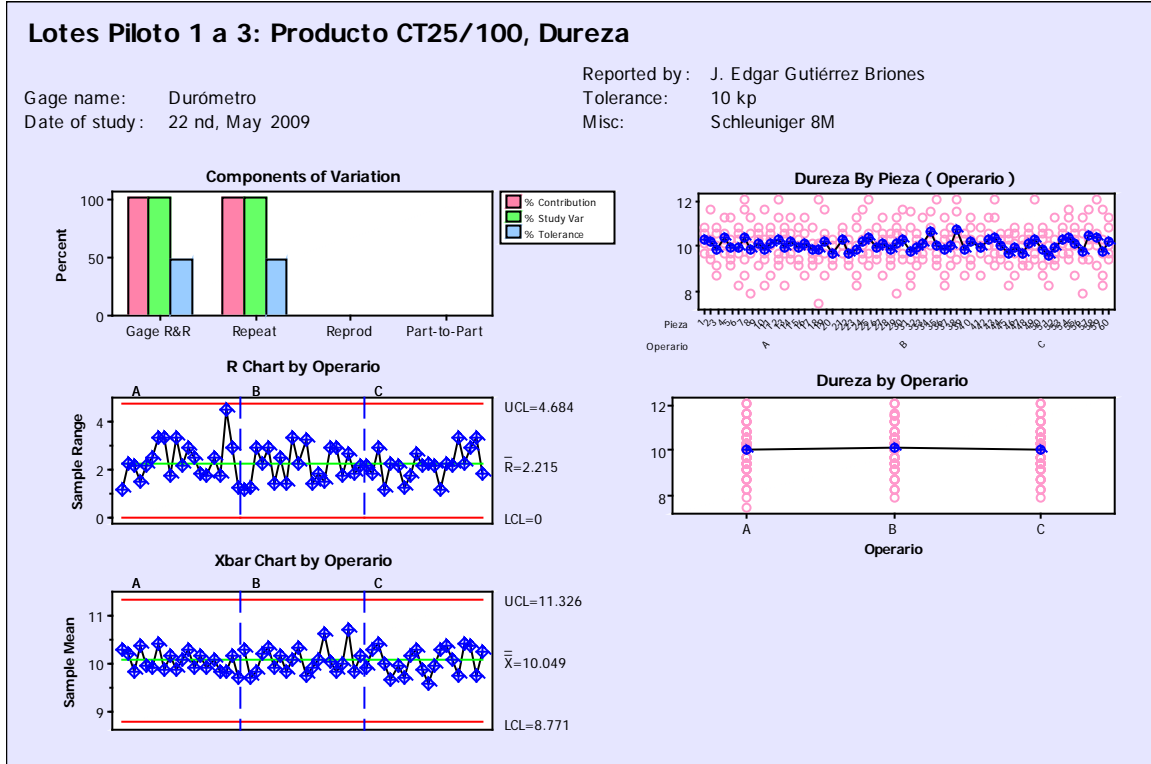 Lotes Piloto 1 a 3: Producto CT25/100, Dureza
Gage name: Durómetro
Date of study: 22 nd, May 2009
Reported by: J. Edgar Gutiérrez Briones
Tolerance: 10 kp
Misc: Schleuniger 8M
Components of Variation
100
50
0
Percent
Gage R&R Repeat Reprod Part-to-Part
% Contribution
% Study Var
% Tolerance
Dureza By Pieza ( Operario )
12
10
8
Pieza
Operario A B C
R Chart by Operario
A B C
4
2
0
Sample Range
UCL=4.684
R=2.215
LCL=0
Dureza by Operario
12
10
8
A B C
Operario
Xbar Chart by Operario
A B C
11
10
9
Sample Mean
UCL=11.326
X=10.049
LCL=8.771